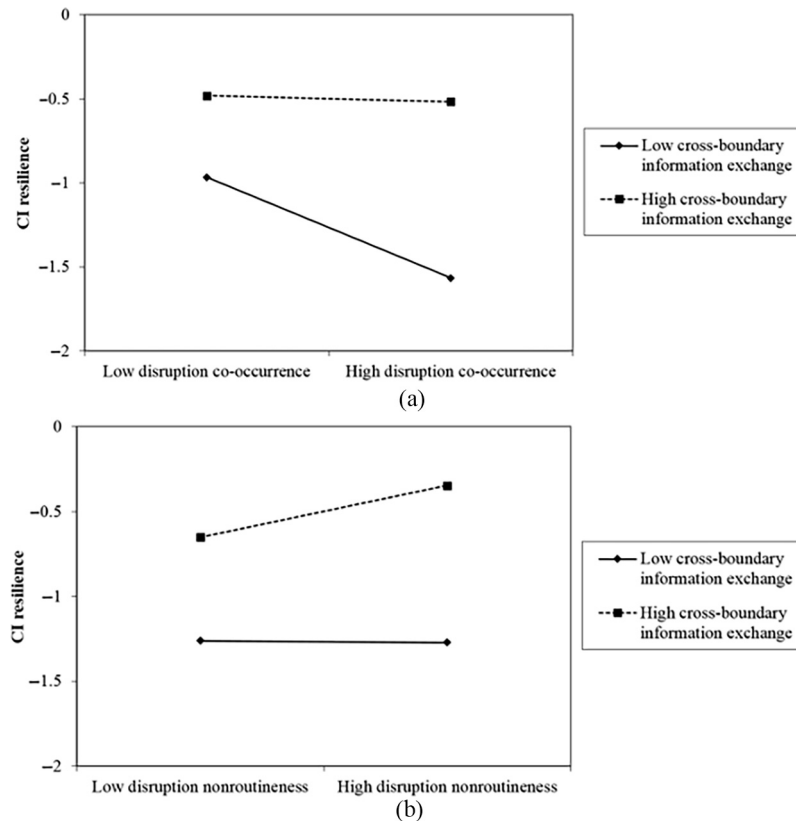 0
−0.5
−1
−1.5
−2
CI resilience
Low disruption co-occurrence
High disruption co-occurrence
Low cross-boundary
information exchange
High cross-boundary
information exchange
(a)
0
−0.5
−1
−1.5
−2
CI resilience
Low disruption nonroutineness
High disruption nonroutineness
Low cross-boundary
information exchange
High cross-boundary
information exchange
(b)